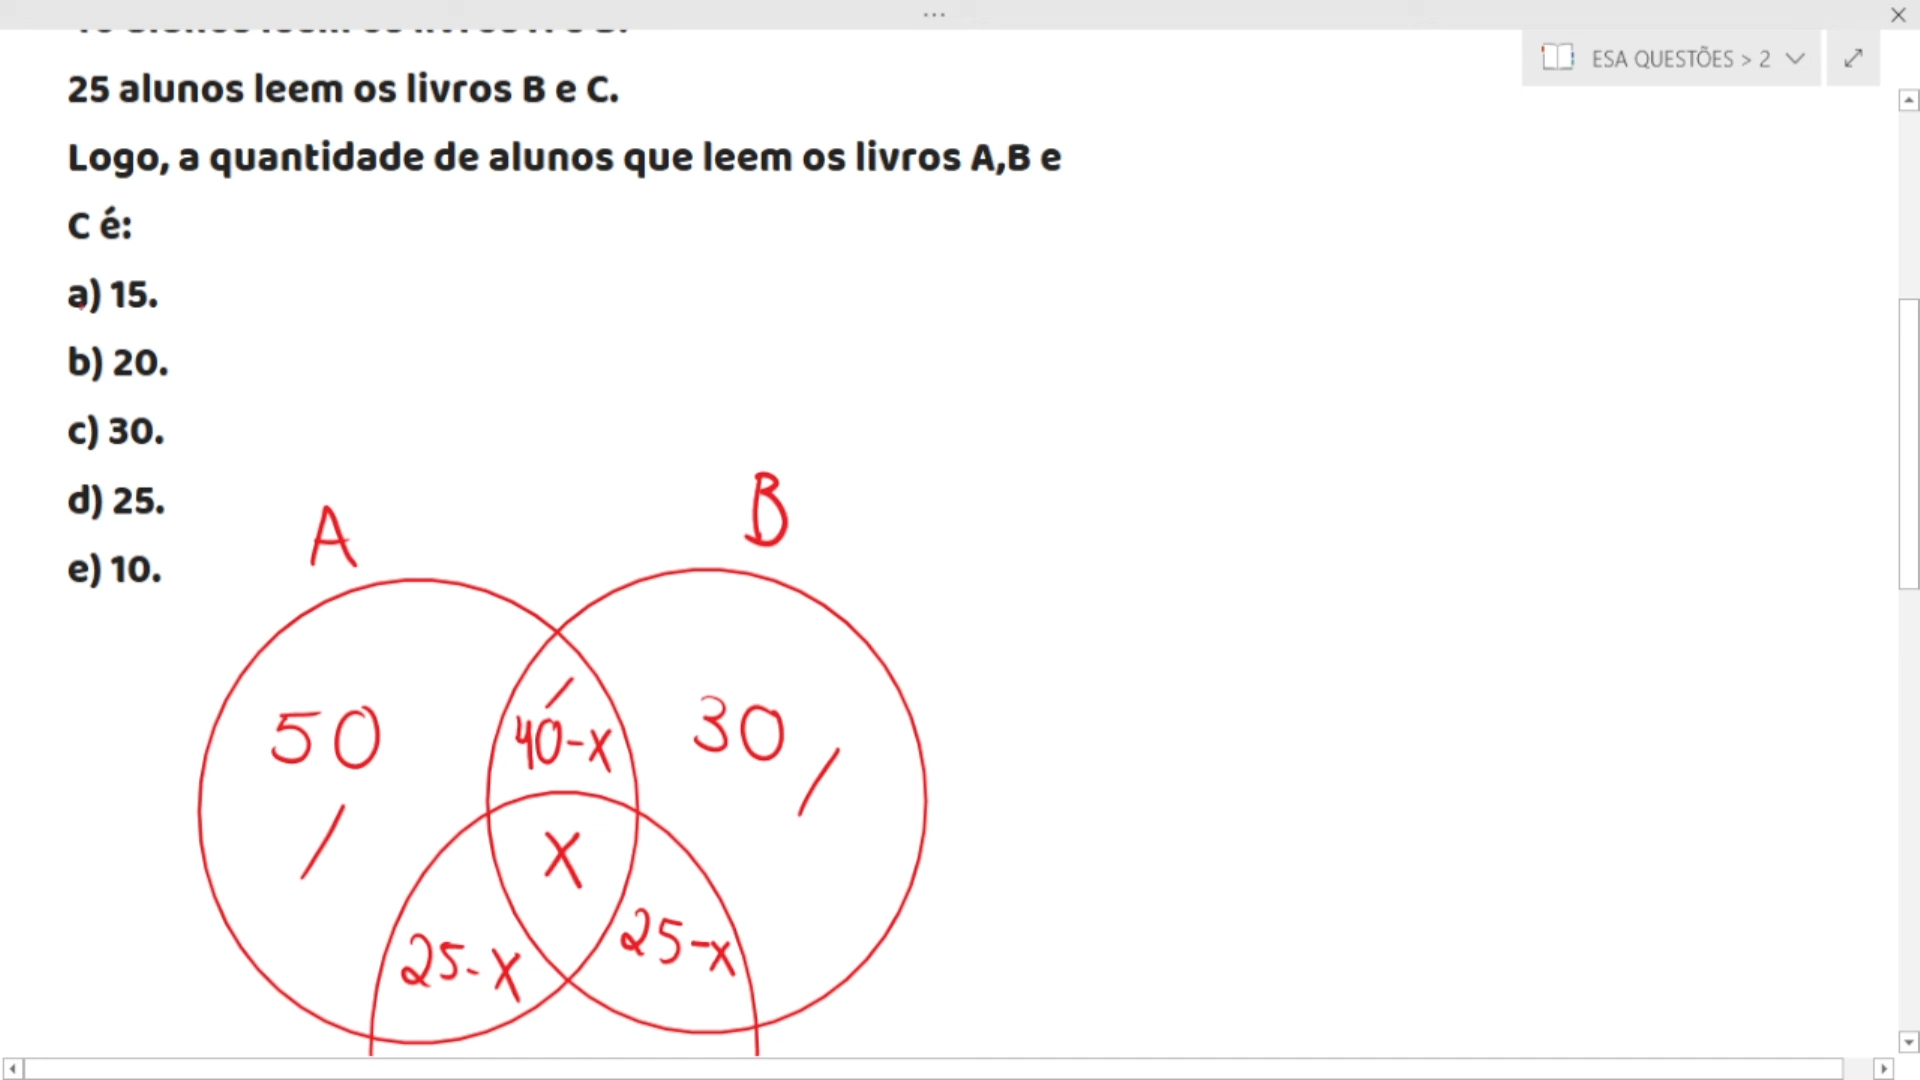 ESA QUESTÕES > 2
25 alunos leem os livros B e C.
Logo, a quantidade de alunos que leem os livros A,B e
C é:
a) 15.
b) 20.
c) 30.
d) 25.
e) 10.
A
B
50
40-x
30
x
25-x
25-x